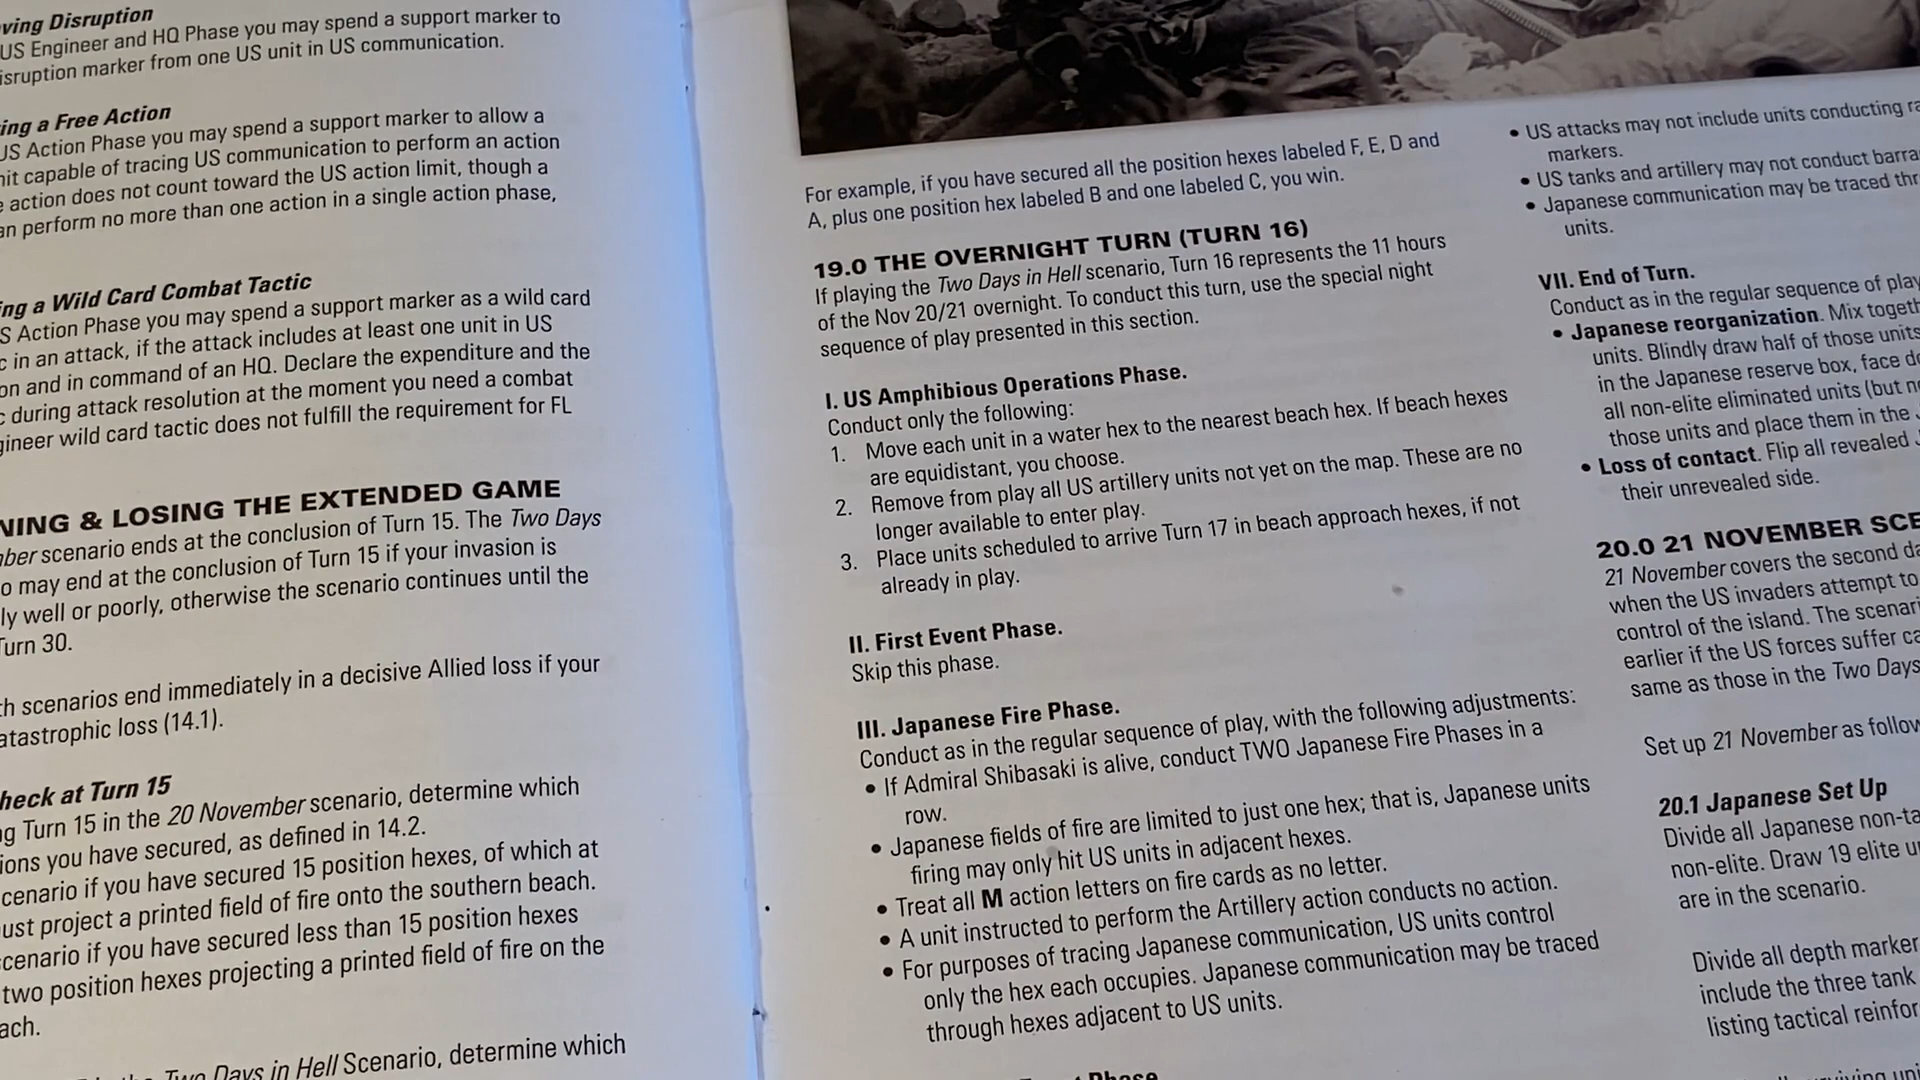 ving Disruption
US Engineer and HQ Phase you may spend a support marker to
isruption marker from one US unit in US communication.
ing a Free Action
US Action Phase you may spend a support marker to allow a
nit capable of tracing US communication to perform an action
action does not count toward the US action limit, though a
an perform no more than one action in a single action phase,
ing a Wild Card Combat Tactic
S Action Phase you may spend a support marker as a wild card
c in an attack, if the attack includes at least one unit in US
on and in command of an HQ. Declare the expenditure and the
c during attack resolution at the moment you need a combat
gineer wild card tactic does not fulfill the requirement for FL
NING & LOSING THE EXTENDED GAME
ber scenario ends at the conclusion of Turn 15. The Two Days
o may end at the conclusion of Turn 15 if your invasion is
ly well or poorly, otherwise the scenario continues until the
Turn 30.
th scenarios end immediately in a decisive Allied loss if your
atastrophic loss (14.1).
heck at Turn 15
ng Turn 15 in the 20 November scenario, determine which
ions you have secured, as defined in 14.2.
cenario if you have secured 15 position hexes, of which at
ust project a printed field of fire onto the southern beach.
cenario if you have secured less than 15 position hexes
two position hexes projecting a printed field of fire on the
ach.
Two Days in Hell Scenario, determine which
For example, if you have secured all the position hexes labeled F, E, D and
A, plus one position hex labeled B and one labeled C, you win.
19.0 THE OVERNIGHT TURN (TURN 16)
If playing the Two Days in Hell scenario, Turn 16 represents the 11 hours
of the Nov 20/21 overnight. To conduct this turn, use the special night
sequence of play presented in this section.
I. US Amphibious Operations Phase.
Conduct only the following:
1. Move each unit in a water hex to the nearest beach hex. If beach hexes
are equidistant, you choose.
2. Remove from play all US artillery units not yet on the map. These are no
longer available to enter play.
3. Place units scheduled to arrive Turn 17 in beach approach hexes, if not
already in play.
II. First Event Phase.
Skip this phase.
III. Japanese Fire Phase.
Conduct as in the regular sequence of play, with the following adjustments:
• If Admiral Shibasaki is alive, conduct TWO Japanese Fire Phases in a
row.
• Japanese fields of fire are limited to just one hex; that is, Japanese units
firing may only hit US units in adjacent hexes.
• Treat all M action letters on fire cards as no letter.
• A unit instructed to perform the Artillery action conducts no action.
• For purposes of tracing Japanese communication, US units control
only the hex each occupies. Japanese communication may be traced
through hexes adjacent to US units.
Phase
• US attacks may not include units conducting ra
markers.
• US tanks and artillery may not conduct barra
• Japanese communication may be traced thr
units.
VII. End of Turn.
Conduct as in the regular sequence of play
• Japanese reorganization. Mix togeth
units. Blindly draw half of those units
in the Japanese reserve box, face do
all non-elite eliminated units (but no
those units and place them in the J
• Loss of contact. Flip all revealed J
their unrevealed side.
20.0 21 NOVEMBER SCE
21 November covers the second da
when the US invaders attempt to
control of the island. The scenari
earlier if the US forces suffer ca
same as those in the Two Days
Set up 21 November as follow
20.1 Japanese Set Up
Divide all Japanese non-ta
non-elite. Draw 19 elite u
are in the scenario.
Divide all depth marker
include the three tank
listing tactical reinfor